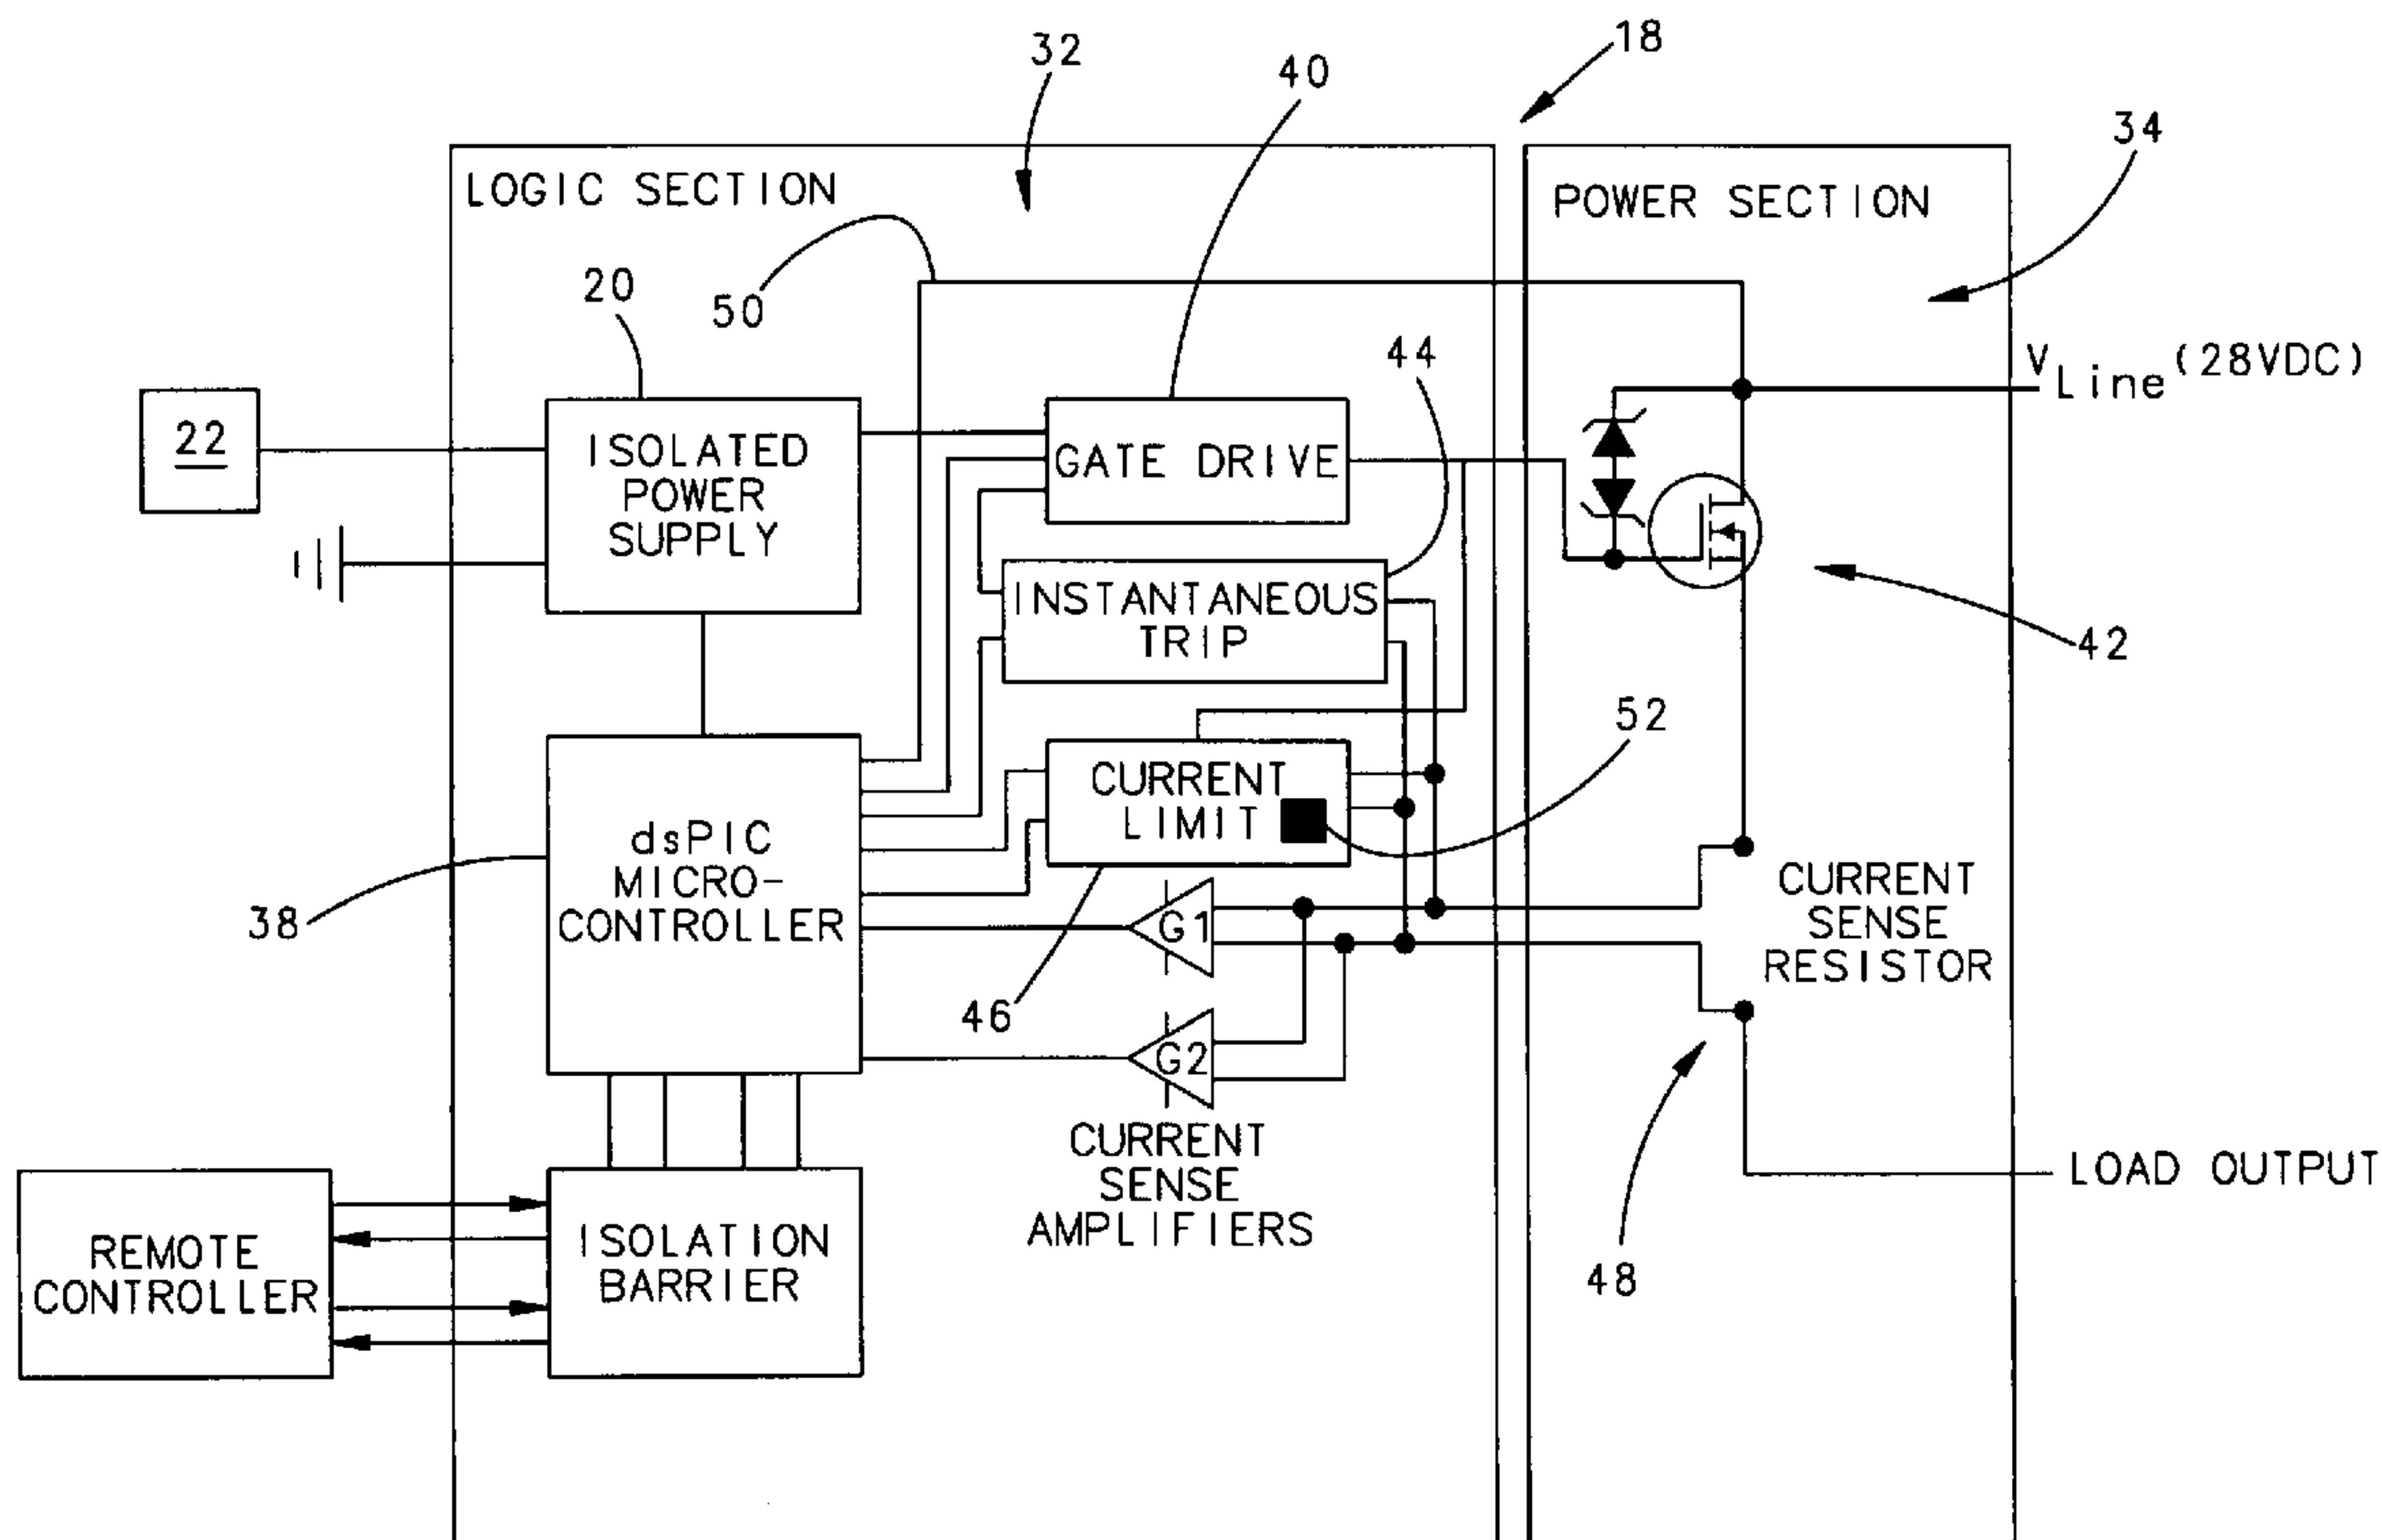 18
32
40
34
LOGIC SECTION
POWER SECTION
20
50
44
V Line (28VDC)
22
ISOLATED
POWER
SUPPLY
GATE DRIVE
INSTANTANEOUS
TRIP
42
52
CURRENT
LIMIT
dsPIC
MICRO-
CONTROLLER
38
G1
CURRENT
SENSE
RESISTOR
46
G2
CURRENT
SENSE
AMPLIFIERS
LOAD OUTPUT
48
REMOTE
CONTROLLER
ISOLATION
BARRIER